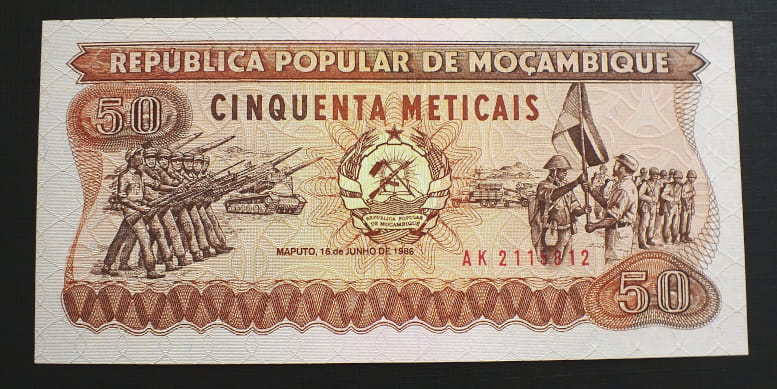 REPÚBLICA POPULAR DE MOÇAMBIQUE
50
CINQUENTA METICAIS
REPÚBLICA POPULAR
DE MOÇAMBIQUE
MAPUTO, 16 de JUNHO DE 1986
AK 2115812
50